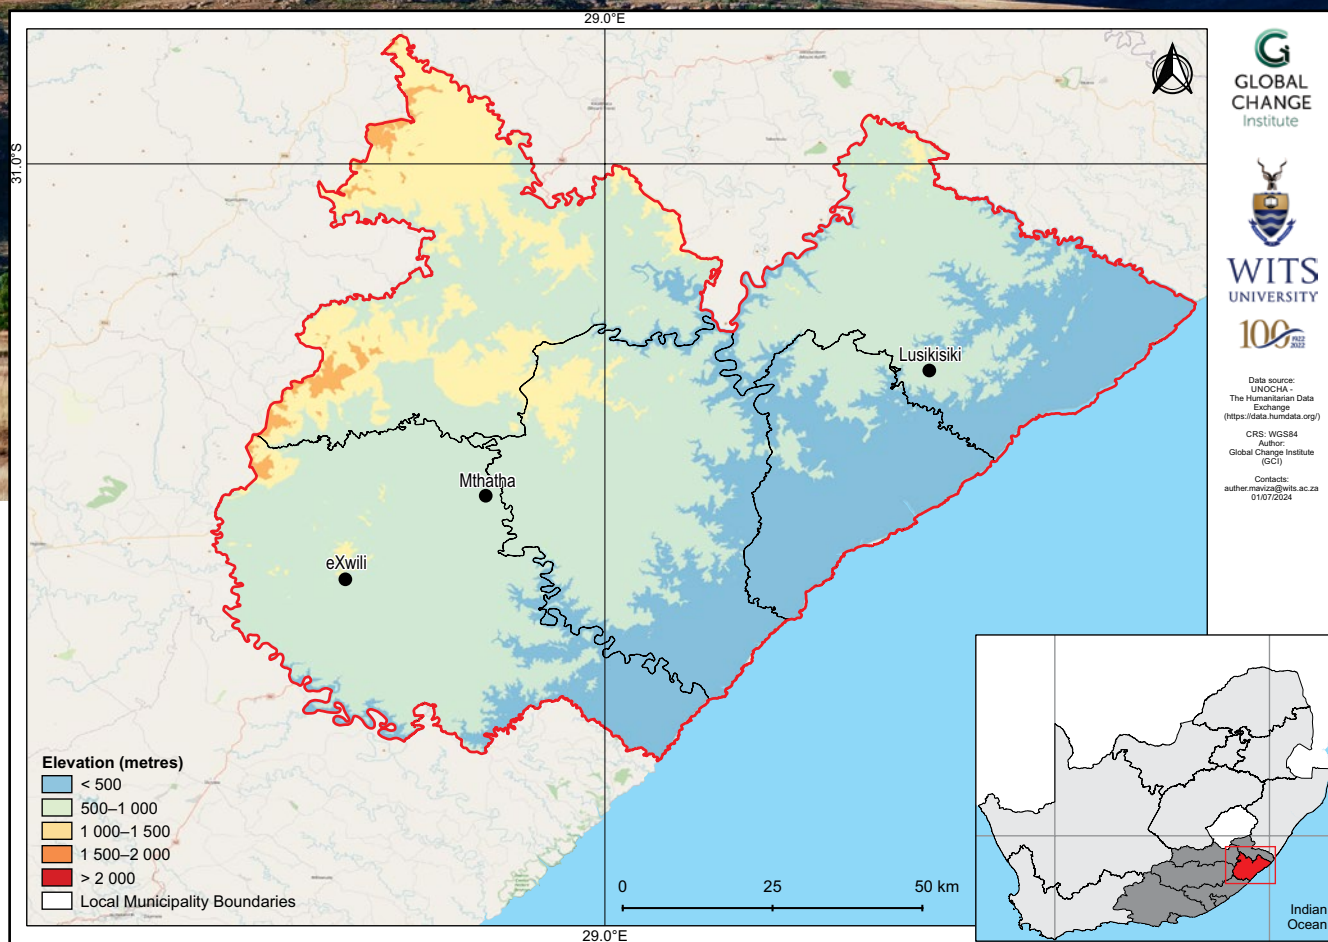 29.0°E
31.0°S
GLOBAL
CHANGE
Institute
WITS
UNIVERSITY
100
1922
2022
Data source:
UNOCHA -
The Humanitarian Data
Exchange
(https://data.humdata.org/)
CRS: WGS84
Author:
Global Change Institute
(GCI)
Contacts:
auther.maviza@wits.ac.za
01/07/2024
Lusikisiki
Mthatha
eXwili
Elevation (metres)
< 500
500–1 000
1 000–1 500
1 500–2 000
> 2 000
Local Municipality Boundaries
0 25 50 km
29.0°E
Indian
Ocean